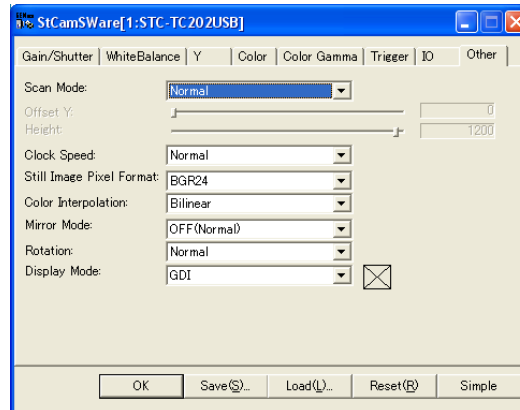 StCamSWare[1:STC-TC202USB]
Gain/Shutter WhiteBalance Y Color Color Gamma Trigger IO Other
Scan Mode: Normal
Offset Y: 0
Height: 1200
Clock Speed: Normal
Still Image Pixel Format: BGR24
Color Interpolation: Bilinear
Mirror Mode: OFF(Normal)
Rotation: Normal
Display Mode: GDI
OK Save(S)... Load(L)... Reset(R) Simple